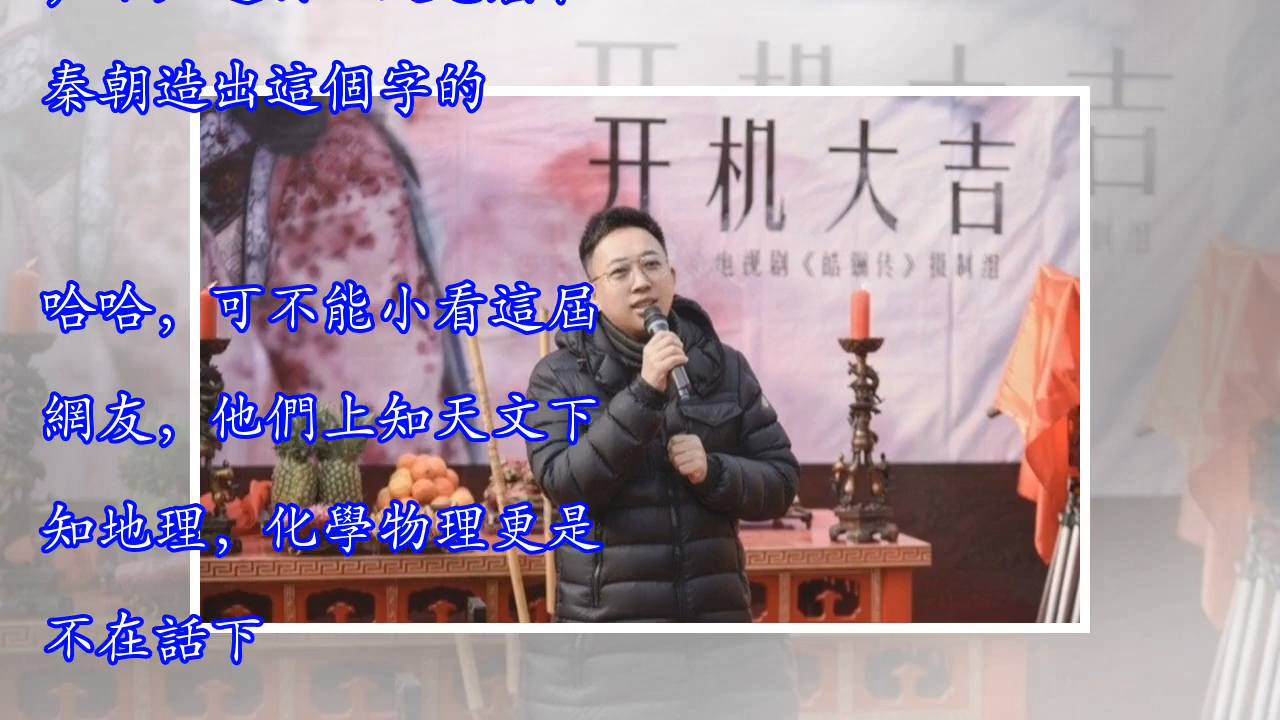 秦朝造出這個字的
开机大吉
电视剧《皓镧传》摄制组
哈哈，可不能小看這屆
網友，他們上知天文下
知地理，化學物理更是
不在話下